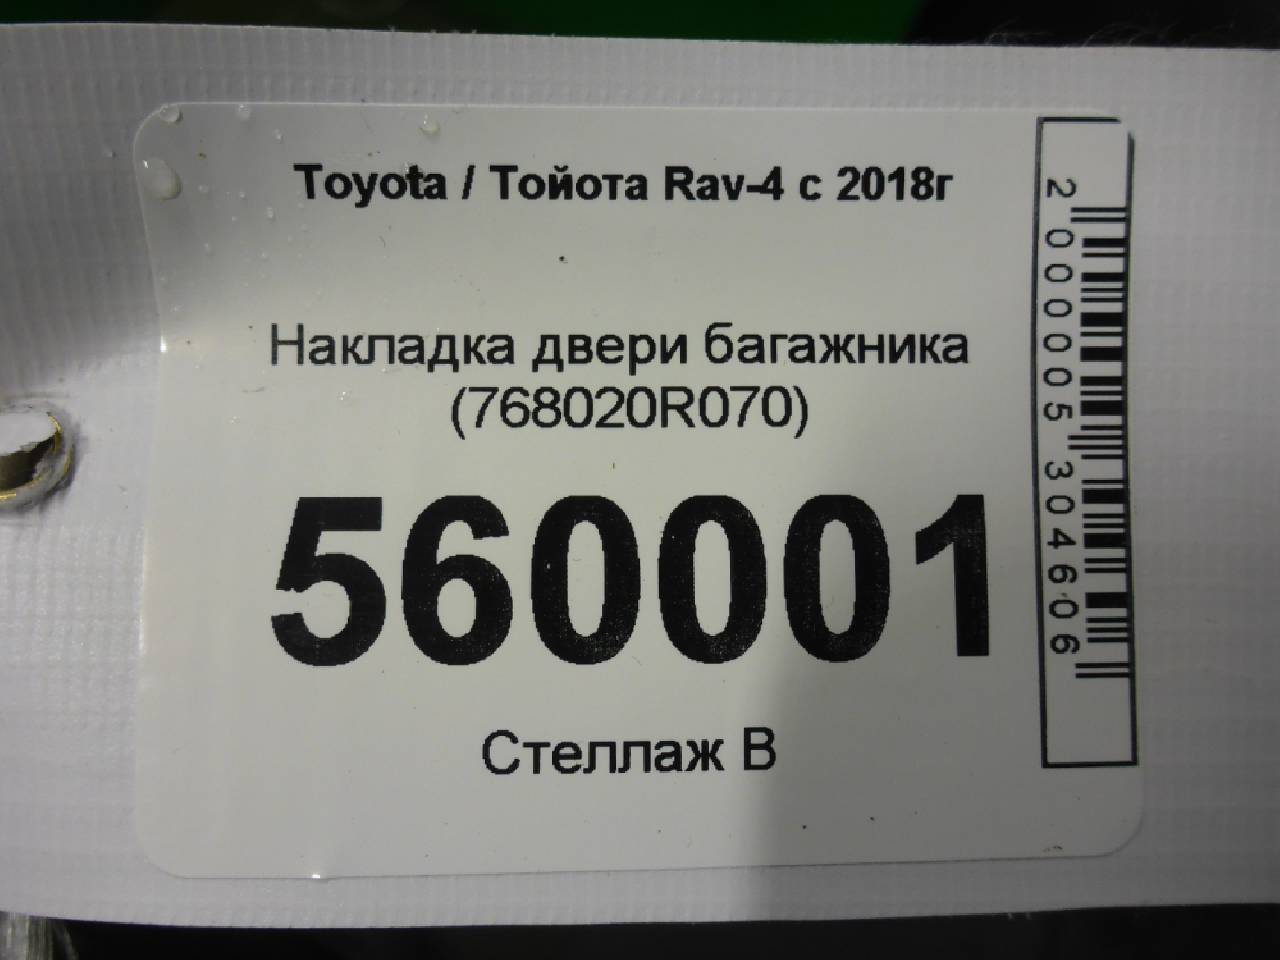 Toyota / Тойота Rav-4 с 2018г
Накладка двери багажника
(768020R070)
560001
Стеллаж В
2000005304606